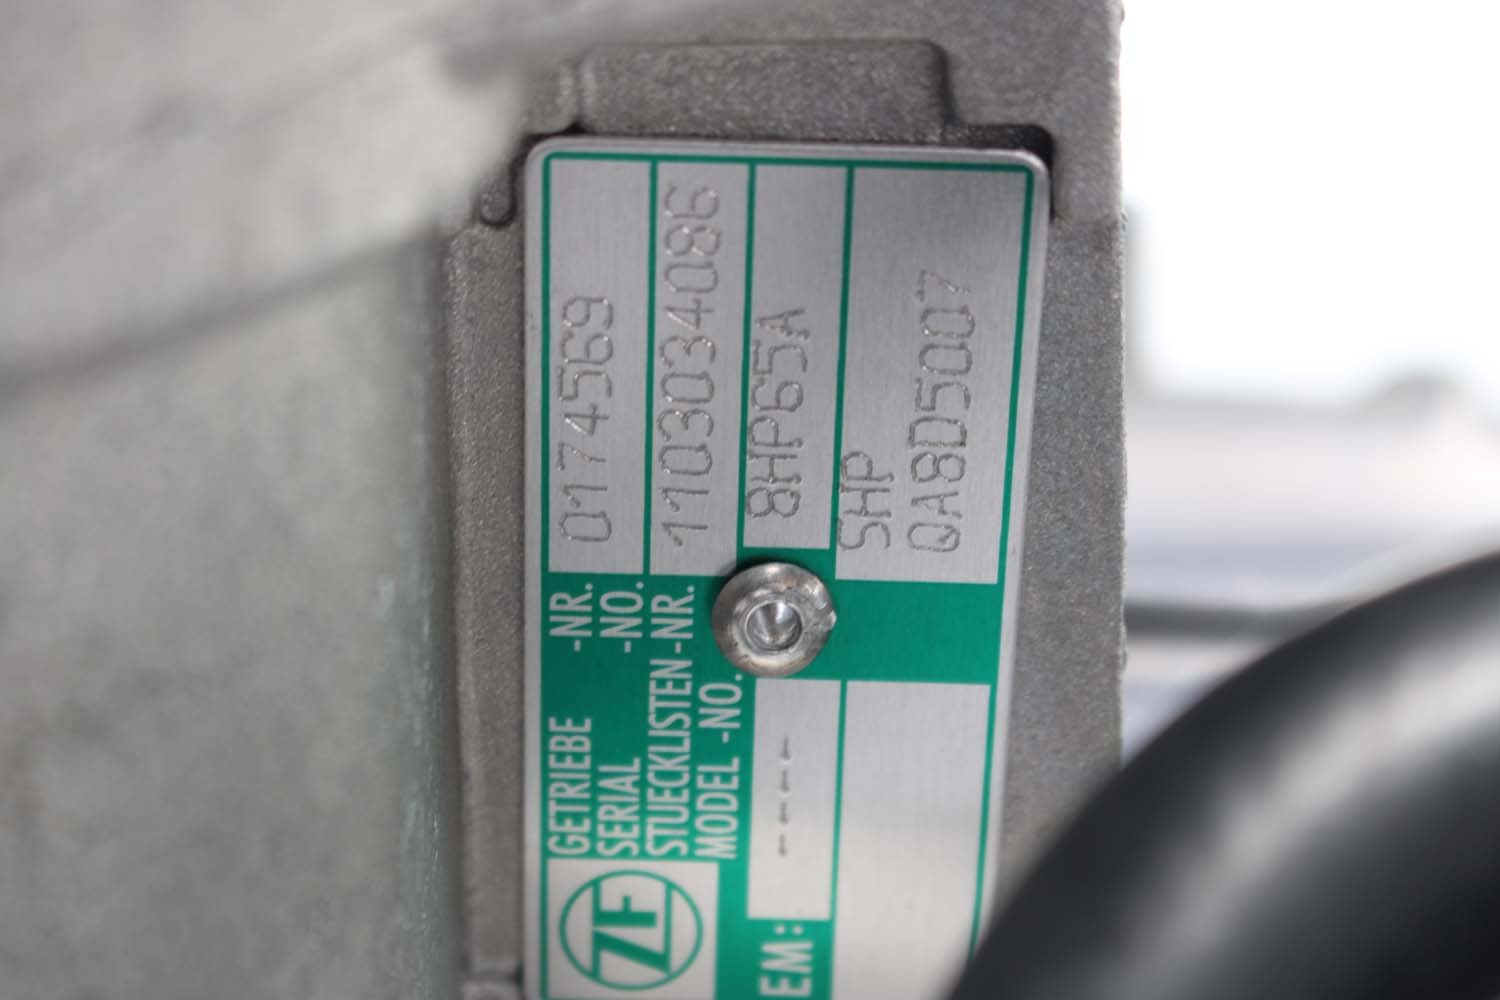 GETRIEBE -NR.
SERIAL -NO.
0174569
STUECKLISTEN-NR.
MODEL -NO.
1103034086
8HP65A
SHP
QA8D5007
ZF
EM:
----